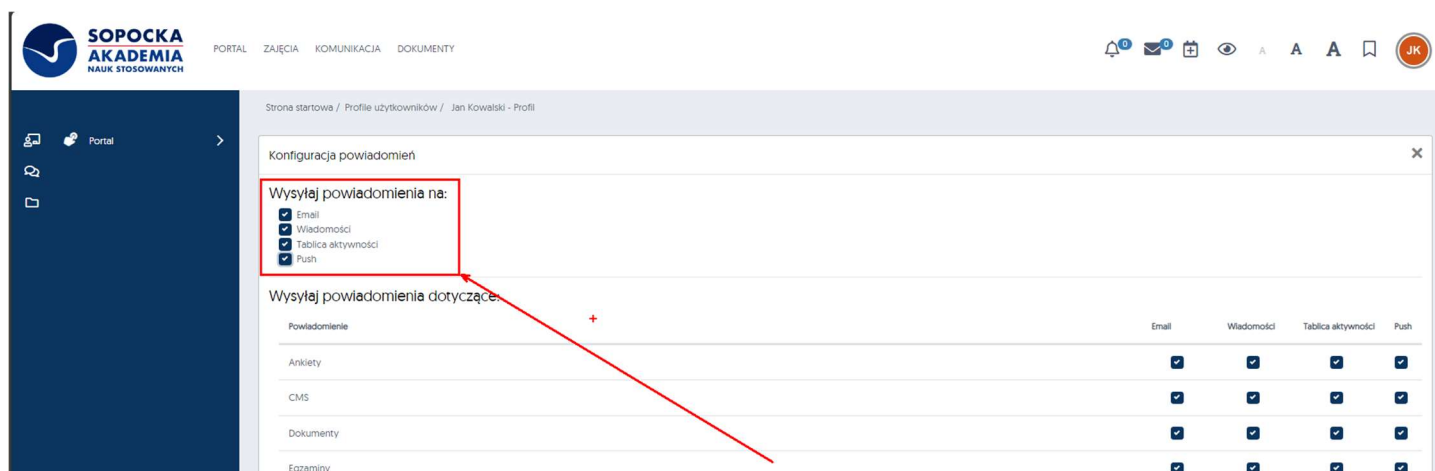 SOPOCKA
AKADEMIA
NAUK STOSOWANYCH
PORTAL ZAJĘCIA KOMUNIKACJA DOKUMENTY
0 0 A A A JK
Strona startowa / Profile użytkowników / Jan Kowalski - Profil
Portal
Konfiguracja powiadomień
Wysyłaj powiadomienia na:
Email
Wiadomości
Tablica aktywności
Push
Wysyłaj powiadomienia dotyczące:
Powiadomienie Email Wiadomości Tablica aktywności Push
Ankiety
CMS
Dokumenty
Egzaminy